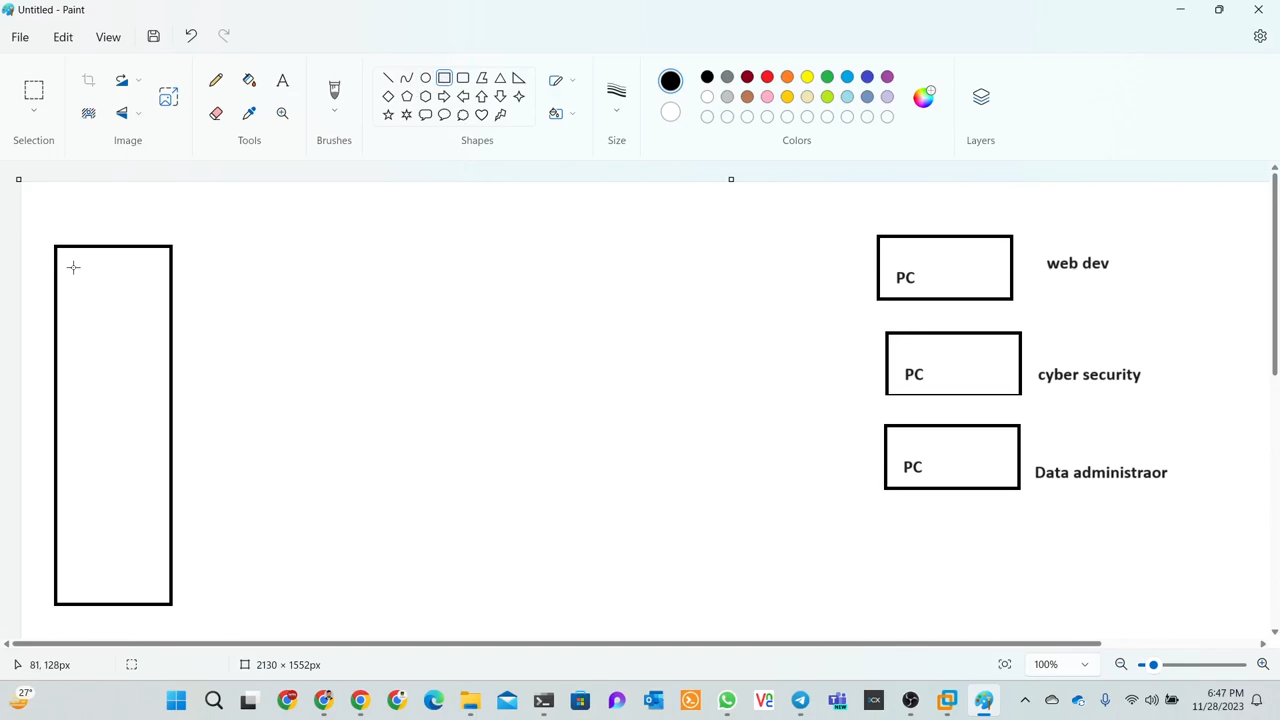 Untitled - Paint
File Edit View
Selection
Image
Tools
Brushes
Shapes
Size
Colors
Layers
PC
web dev
PC
cyber security
PC
Data administraor
81, 128px
2130 × 1552px
100%
27°
6:47 PM
11/28/2023